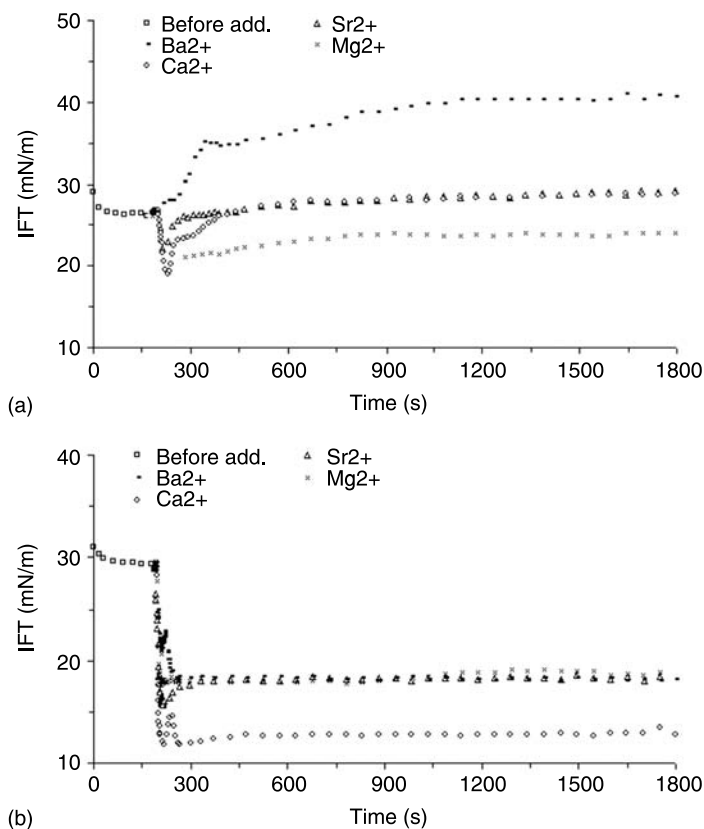 50
40
30
20
10
IFT (mN/m)
Before add.
Ba2+
Ca2+
Sr2+
Mg2+
0 300 600 900 1200 1500 1800
Time (s)
(a)
40
30
20
10
IFT (mN/m)
Before add.
Ba2+
Ca2+
Sr2+
Mg2+
0 300 600 900 1200 1500 1800
Time (s)
(b)